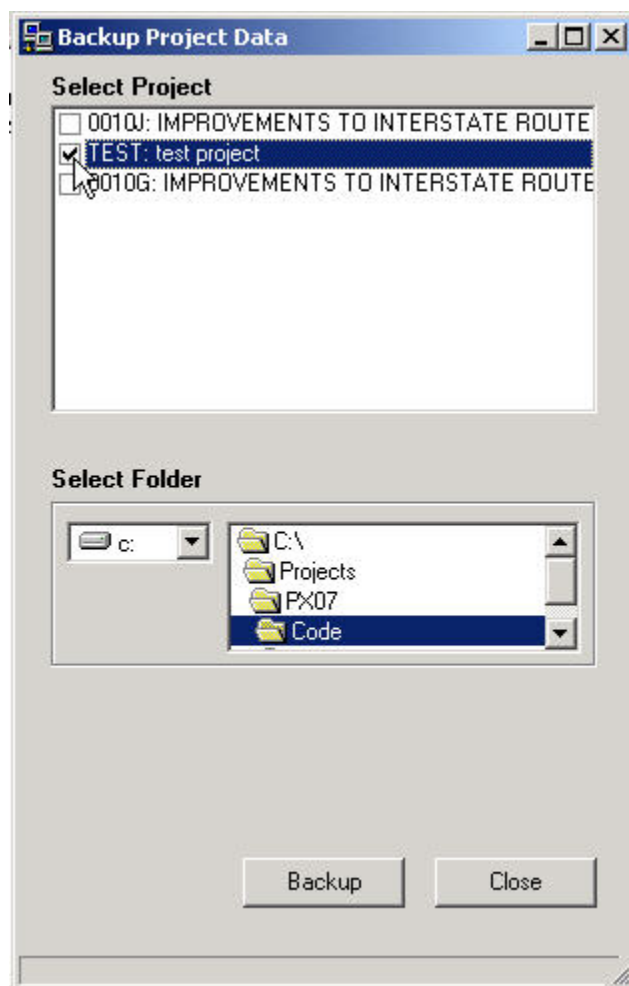 Backup Project Data
Select Project
0010J: IMPROVEMENTS TO INTERSTATE ROUTE
TEST: test project
0010G: IMPROVEMENTS TO INTERSTATE ROUTE
Select Folder
c:
C:\
Projects
PX07
Code
Backup
Close